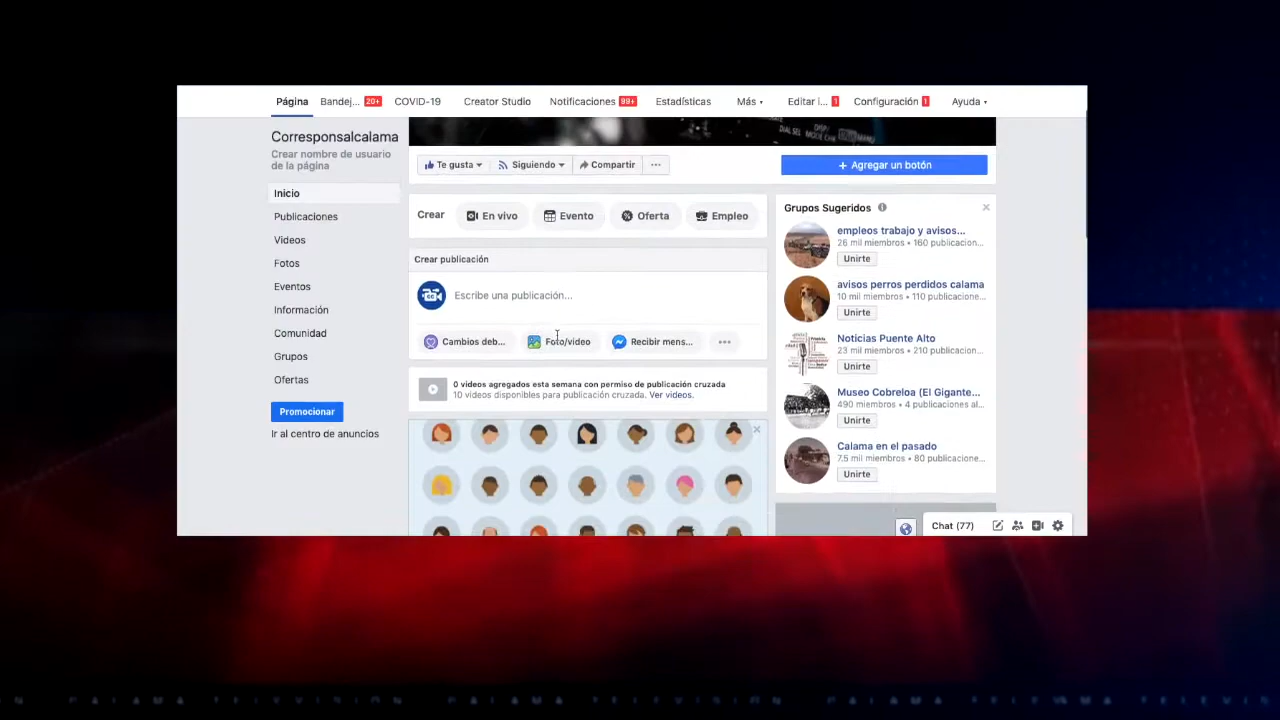 Página
Bandej... 20+
COVID-19
Creator Studio
Notificaciones 99+
Estadísticas
Más
Editar i... 1
Configuración 1
Ayuda
Corresponsalcalama
Crear nombre de usuario
de la página
Inicio
Publicaciones
Videos
Fotos
Eventos
Información
Comunidad
Grupos
Ofertas
Promocionar
Ir al centro de anuncios
Te gusta
Siguiendo
Compartir
...
+ Agregar un botón
Crear
En vivo
Evento
Oferta
Empleo
Crear publicación
Escribe una publicación...
Cambios deb...
Foto/video
Recibir mens...
...
0 videos agregados esta semana con permiso de publicación cruzada
10 videos disponibles para publicación cruzada. Ver videos.
Grupos Sugeridos
empleos trabajo y avisos...
26 mil miembros • 160 publicacion...
Unirte
avisos perros perdidos calama
10 mil miembros • 110 publicacione...
Unirte
Noticias Puente Alto
23 mil miembros • 210 publicacion...
Unirte
Museo Cobreloa (El Gigante...
490 miembros • 4 publicaciones al...
Unirte
Calama en el pasado
7.5 mil miembros • 80 publicacione...
Unirte
Chat (77)